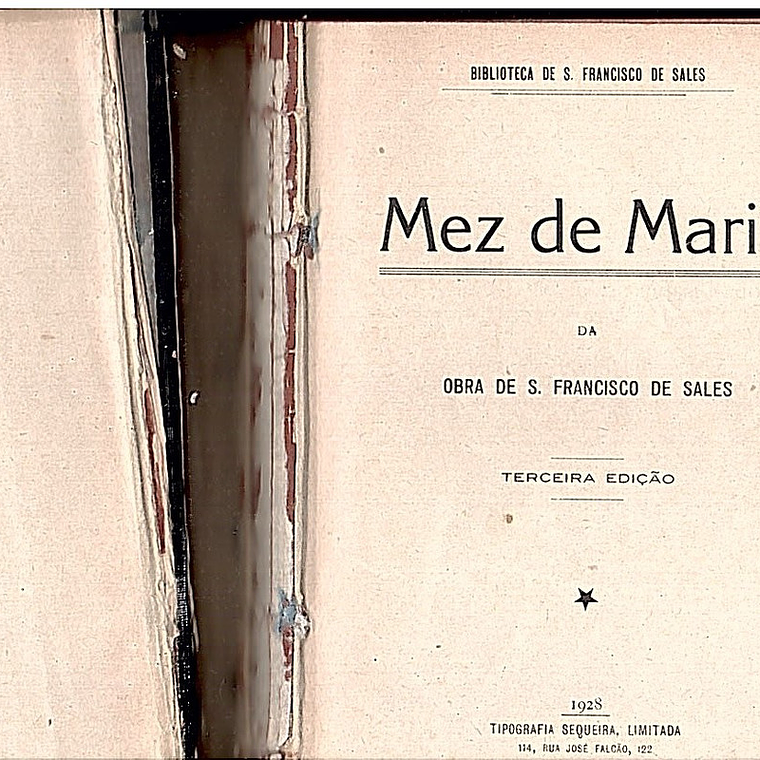 BIBLIOTECA DE S. FRANCISCO DE SALES
Mez de Mari
DA
OBRA DE S. FRANCISCO DE SALES
TERCEIRA EDIÇÃO
1928
TIPOGRAFIA SEQUEIRA, LIMITADA
114, RUA JOSÉ FALCÃO, 122